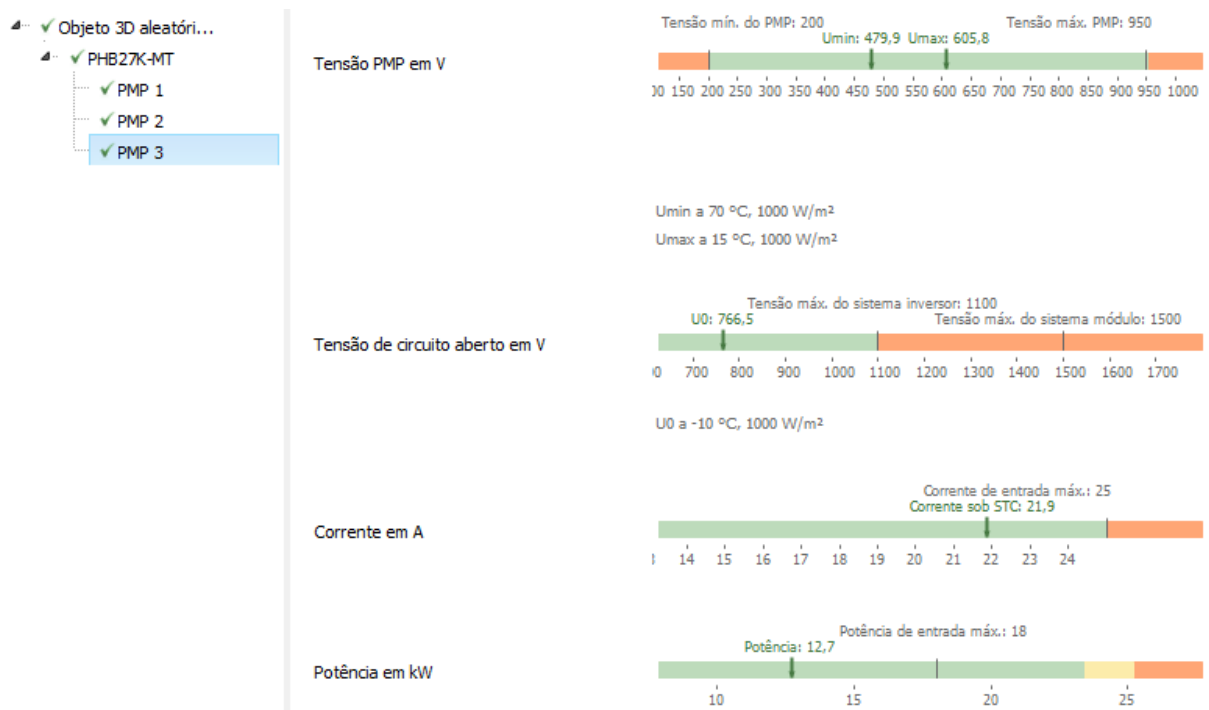 Objeto 3D aleatóri...
PHB27K-MT
PMP 1
PMP 2
PMP 3
Tensão PMP em V
Tensão mín. do PMP: 200 Tensão máx. PMP: 950
Umin: 479,9 Umax: 605,8
00 150 200 250 300 350 400 450 500 550 600 650 700 750 800 850 900 950 1000
Umin a 70 ºC, 1000 W/m²
Umax a 15 ºC, 1000 W/m²
Tensão de circuito aberto em V
Tensão máx. do sistema inversor: 1100
U0: 766,5 Tensão máx. do sistema módulo: 1500
0 700 800 900 1000 1100 1200 1300 1400 1500 1600 1700
U0 a -10 ºC, 1000 W/m²
Corrente em A
Corrente de entrada máx.: 25
Corrente sob STC: 21,9
14 15 16 17 18 19 20 21 22 23 24
Potência em kW
Potência de entrada máx.: 18
Potência: 12,7
10 15 20 25